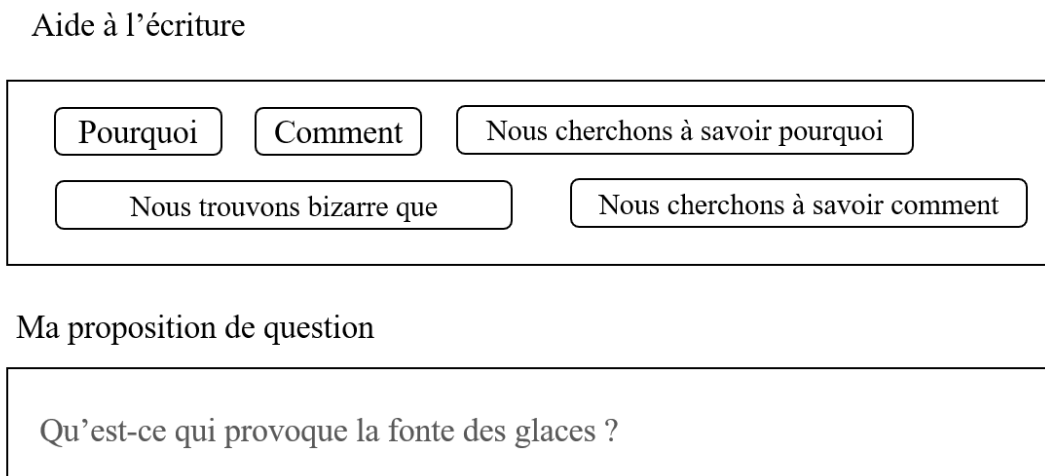 Aide à l’écriture
Pourquoi Comment Nous cherchons à savoir pourquoi
Nous trouvons bizarre que Nous cherchons à savoir comment
Ma proposition de question
Qu’est-ce qui provoque la fonte des glaces ?